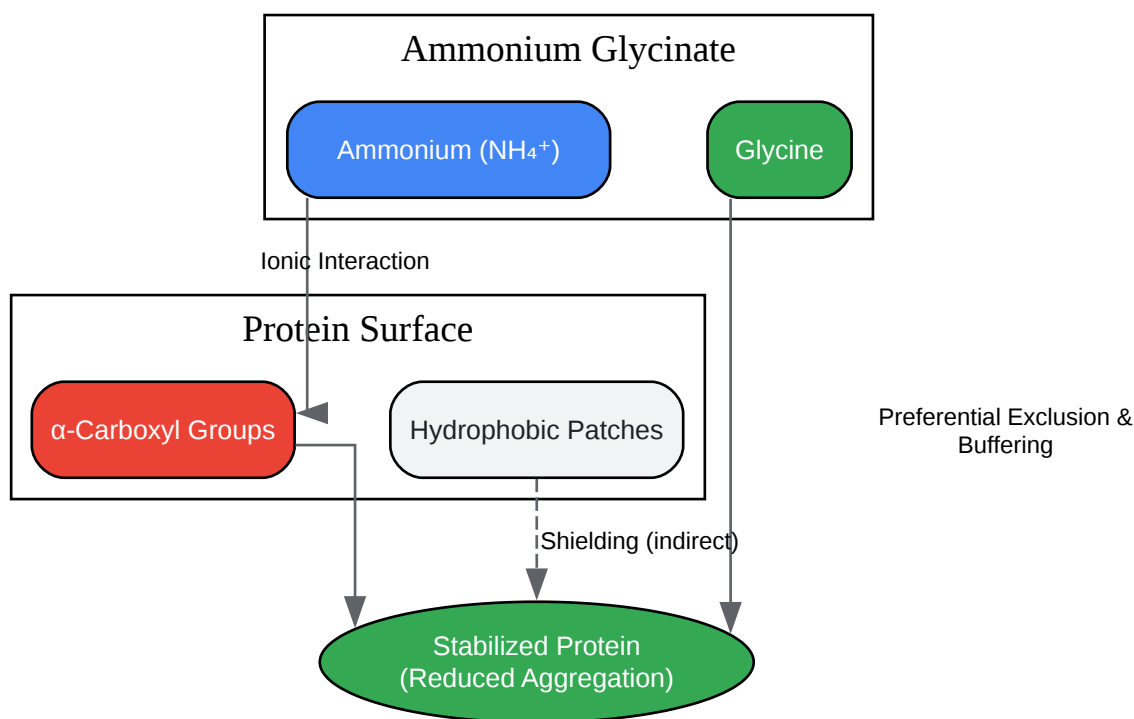 Ammonium Glycinate
Ammonium (NH₄⁺)
Glycine
Ionic Interaction
Protein Surface
α-Carboxyl Groups
Hydrophobic Patches
Preferential Exclusion &
Buffering
Shielding (indirect)
Stabilized Protein
(Reduced Aggregation)